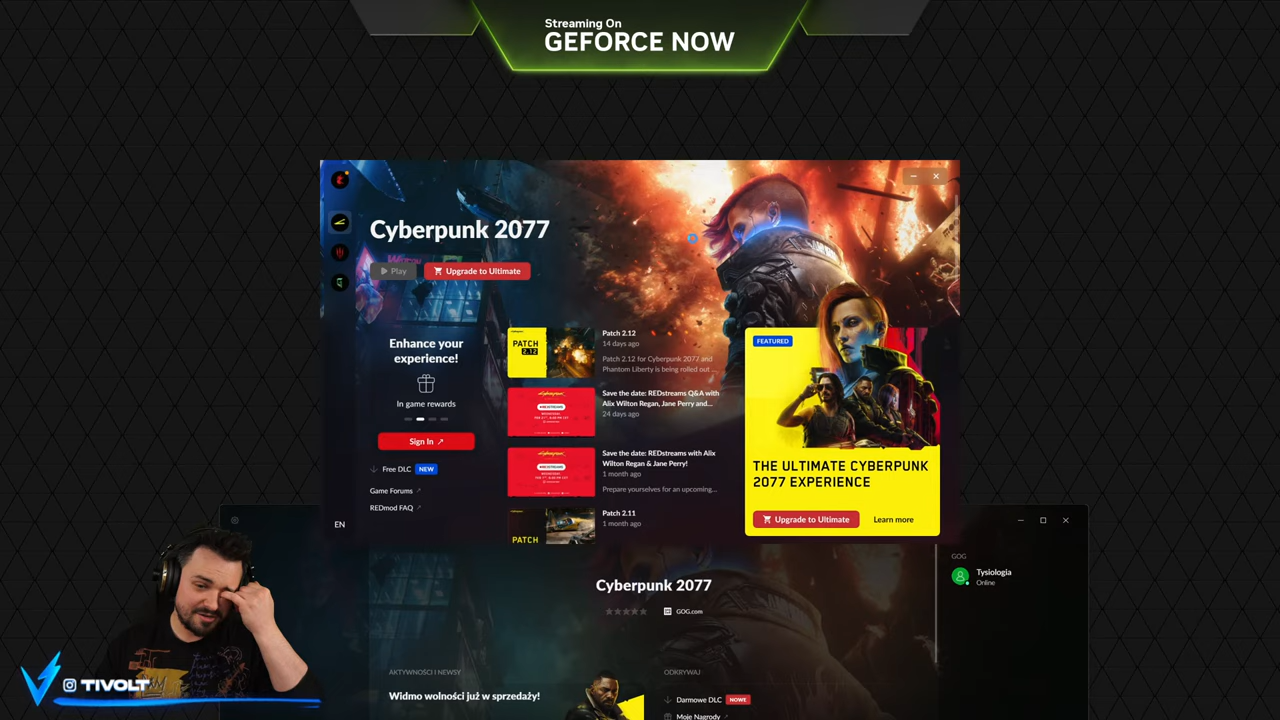 Streaming On
GEFORCE NOW
Cyberpunk 2077
Play
Upgrade to Ultimate
Enhance your
experience!
In game rewards
Sign In
Free DLC NEW
Game Forums
REDmod FAQ
EN
PATCH
2.12
Patch 2.12
14 days ago
Patch 2.12 for Cyberpunk 2077 and
Phantom Liberty is being rolled out ...
Save the date: REDstreams Q&A with
Alix Wilton Regan, Jane Perry and...
24 days ago
Save the date: REDstreams with Alix
Wilton Regan & Jane Perry!
1 month ago
Prepare yourselves for an upcoming...
PATCH
Patch 2.11
1 month ago
FEATURED
THE ULTIMATE CYBERPUNK
2077 EXPERIENCE
Upgrade to Ultimate
Learn more
GOG
Tysiologia
Online
Cyberpunk 2077
GOG.com
AKTYWNOŚCI I NEWSY
Widmo wolności już w sprzedaży!
ODKRYWAJ
Darmowe DLC NOWE
Moje Nagrody
TIVOLT